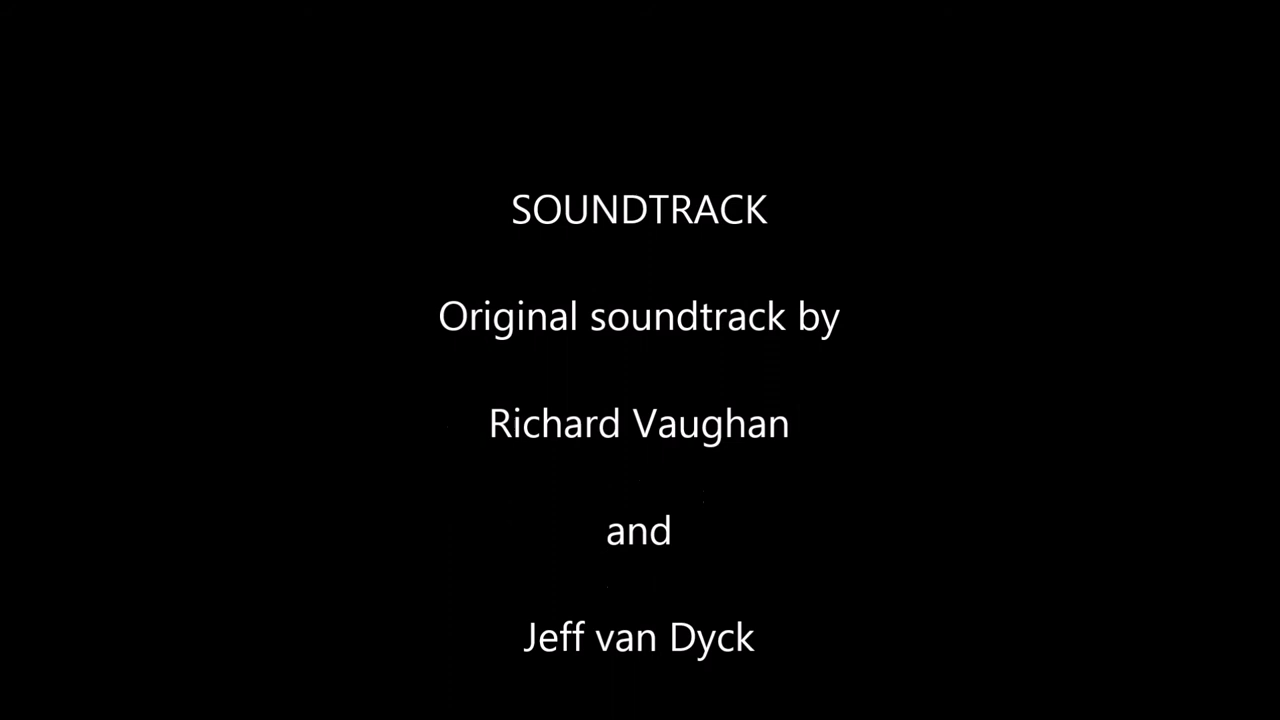 SOUNDTRACK
Original soundtrack by
Richard Vaughan
and
Jeff van Dyck